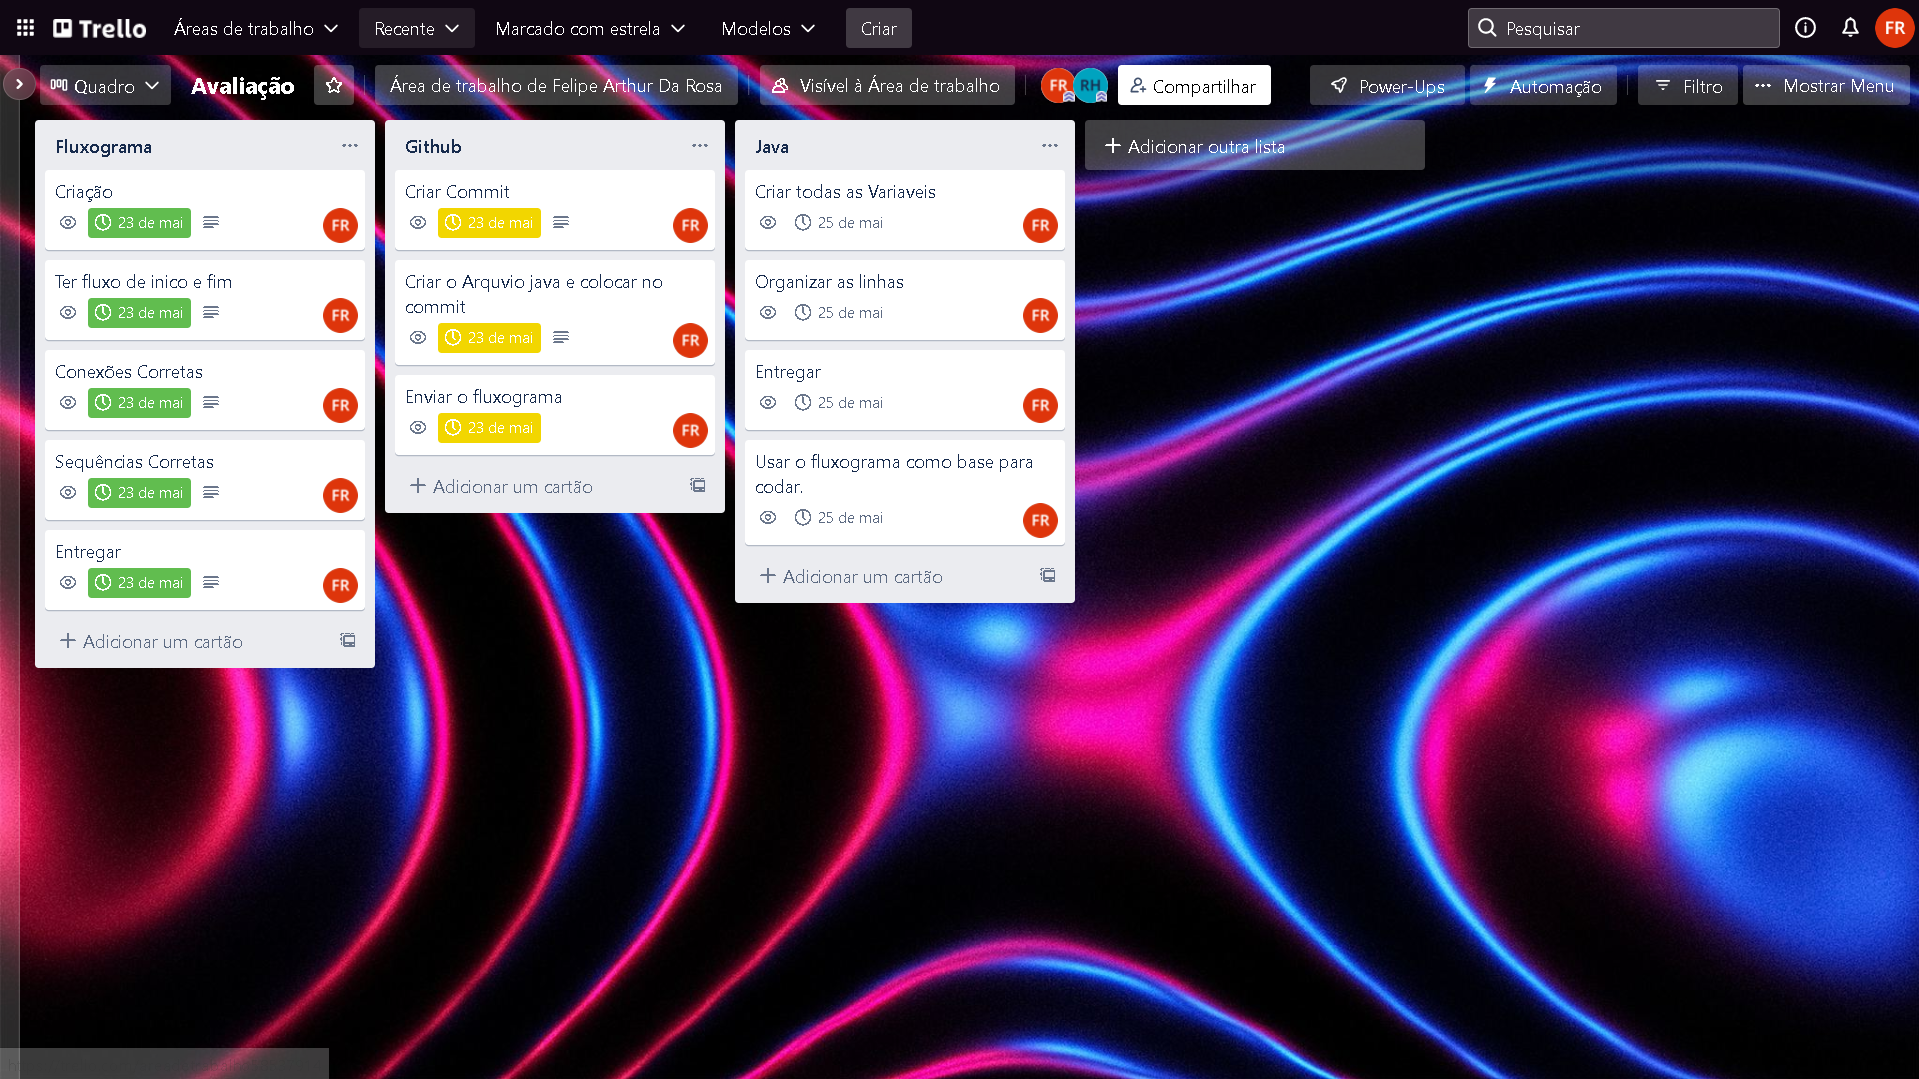 Trello Áreas de trabalho Recente Marcado com estrela Modelos Criar Pesquisar FR
Quadro Avaliação Área de trabalho de Felipe Arthur Da Rosa Visível à Área de trabalho FR RH Compartilhar Power-Ups Automação Filtro Mostrar Menu
Fluxograma
Criação
23 de mai FR
Ter fluxo de inico e fim
23 de mai FR
Conexões Corretas
23 de mai FR
Sequências Corretas
23 de mai FR
Entregar
23 de mai FR
Adicionar um cartão
Github
Criar Commit
23 de mai FR
Criar o Arquvio java e colocar no
commit
23 de mai FR
Enviar o fluxograma
23 de mai FR
Adicionar um cartão
Java
Criar todas as Variaveis
25 de mai FR
Organizar as linhas
25 de mai FR
Entregar
25 de mai FR
Usar o fluxograma como base para
codar.
25 de mai FR
Adicionar um cartão
Adicionar outra lista